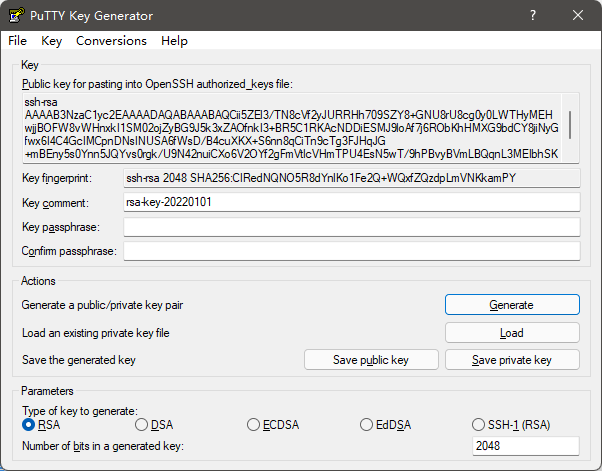 PuTTY Key Generator
File Key Conversions Help
Key
Public key for pasting into OpenSSH authorized_keys file:
ssh-rsa
AAAAB3NzaC1yc2EAAAADAQABAAABAQCii5ZEl3/TN8cVf2yJURRHh709SZY8+GNU8rU8cg0y0LWTHyMEH
wjjBOFW8vWHnxkI1SM02ojZyBG9J5k3xZAOfnkI3+BR5C1RKAcNDDiESMJ9loAf7j6RObKhHMXG9bdCY8jiNyG
fwx6I4C4GcIMCpnDNsINUSA6fWsD/B4cuXKX+S6nn8qCiTn9cTg3FJHqJG
+mBEny5s0Ynn5JQYvs0rgk/U9N42nuiCXo6V2OYf2gFmVtlcVHmTPU4EsN5wT/9hPBvyBVmLBQqnL3MElbhSK
Key fingerprint: ssh-rsa 2048 SHA256:CIRedNQNO5R8dYnlKo1Fe2Q+WQxfZQzdpLmVNKkamPY
Key comment: rsa-key-20220101
Key passphrase:
Confirm passphrase:
Actions
Generate a public/private key pair Generate
Load an existing private key file Load
Save the generated key Save public key Save private key
Parameters
Type of key to generate:
RSA DSA ECDSA EdDSA SSH-1 (RSA)
Number of bits in a generated key: 2048